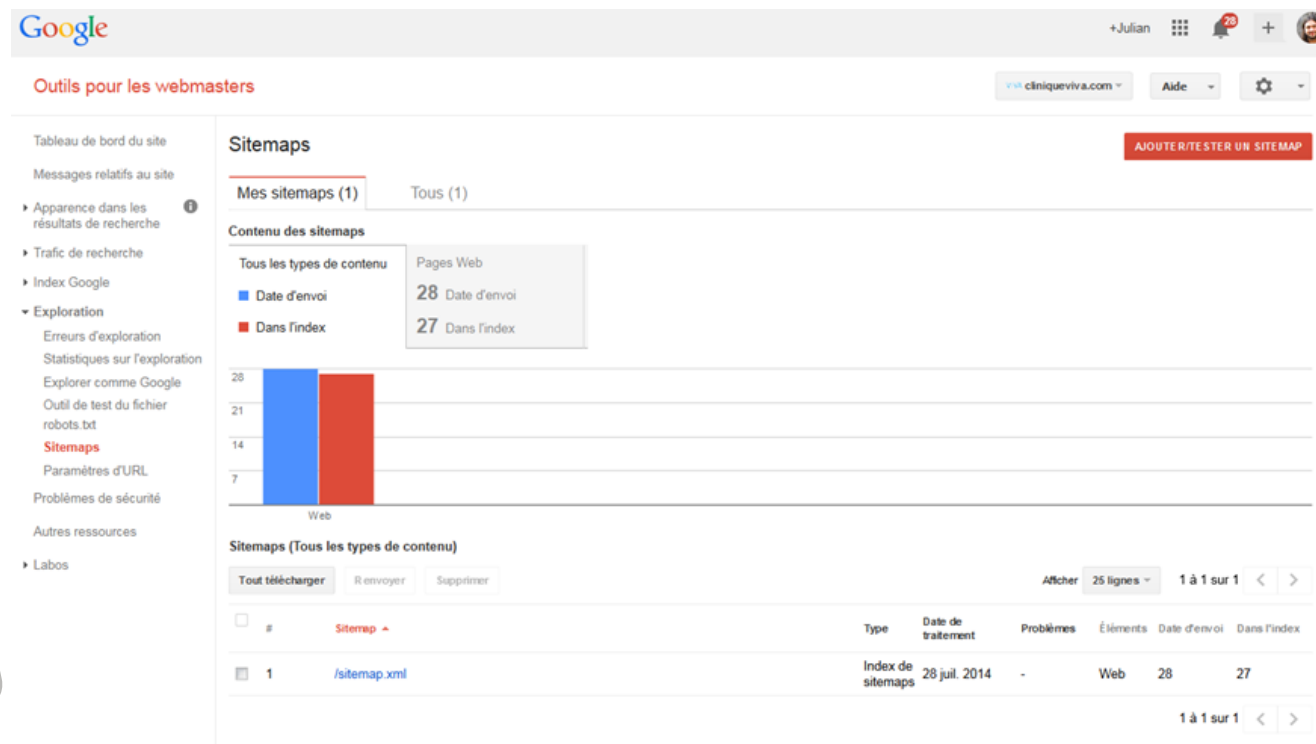 Google
+Julian
28
+
Outils pour les webmasters
cliniqueviva.com
Aide
Tableau de bord du site
Messages relatifs au site
Apparence dans les
résultats de recherche
Trafic de recherche
Index Google
Exploration
Erreurs d'exploration
Statistiques sur l'exploration
Explorer comme Google
Outil de test du fichier
robots.txt
Sitemaps
Paramètres d'URL
Problèmes de sécurité
Autres ressources
Labos
Sitemaps
AJOUTER/TESTER UN SITEMAP
Mes sitemaps (1)
Tous (1)
Contenu des sitemaps
Tous les types de contenu
Date d'envoi
Dans l'index
Pages Web
28 Date d'envoi
27 Dans l'index
28
21
14
7
Web
Sitemaps (Tous les types de contenu)
Tout télécharger
Renvoyer
Supprimer
Afficher
25 lignes
1 à 1 sur 1
# Sitemap Type Date de traitement Problèmes Éléments Date d'envoi Dans l'index
1 /sitemap.xml Index de sitemaps 28 juil. 2014 - Web 28 27
1 à 1 sur 1